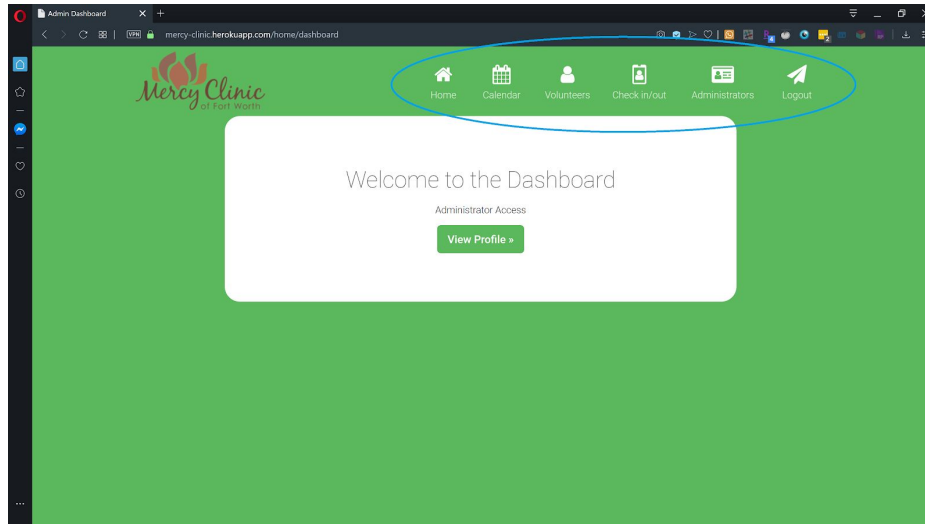 Admin Dashboard
VPN
mercy-clinic.herokuapp.com/home/dashboard
Mercy Clinic
of Fort Worth
Home Calendar Volunteers Check in/out Administrators Logout
Welcome to the Dashboard
Administrator Access
View Profile »